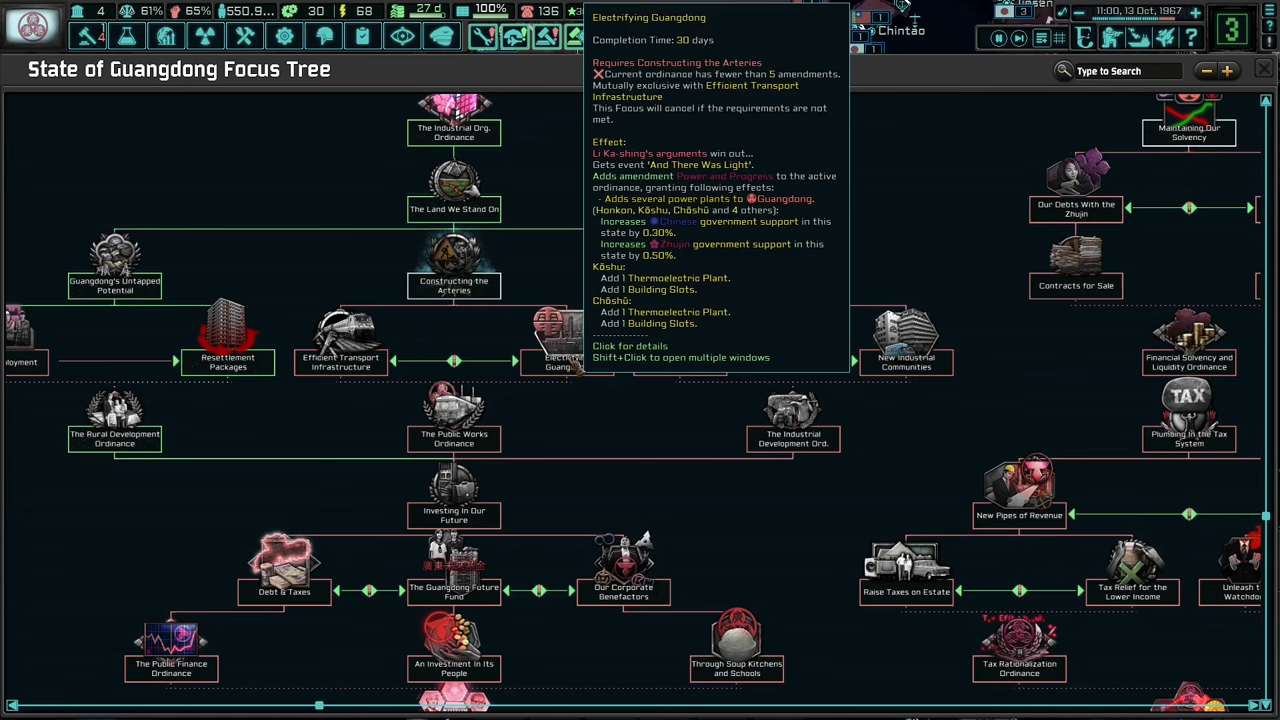 4
61%
65%
550.9...
30
68
27 d
100%
136
11:00, 13 Oct, 1967
3
4
1
1
3
3
Chintão
State of Guangdong Focus Tree
Type to Search
Electrifying Guangdong
Completion Time: 30 days
Requires Constructing the Arteries
Current ordinance has fewer than 5 amendments.
Mutually exclusive with Efficient Transport
Infrastructure
This Focus will cancel if the requirements are not
met.
Effect:
Li Ka-shing's arguments win out...
Gets event 'And There Was Light'.
Adds amendment Power and Progress to the active
ordinance, granting following effects:
- Adds several power plants to Guangdong.
(Honkon, Kōshu, Chōshū and 4 others):
Increases Chinese government support in this
state by 0.30%.
Increases Zhujin government support in this
state by 0.50%.
Kōshu:
Add 1 Thermoelectric Plant.
Add 1 Building Slots.
Chōshū:
Add 1 Thermoelectric Plant.
Add 1 Building Slots.
Click for details
Shift+Click to open multiple windows
The Industrial Org.
Ordinance
Maintaining Our
Solvency
The Land We Stand On
Our Debts With the
Zhujin
Guangdong's Untapped
Potential
Constructing the
Arteries
Contracts for Sale
ployment
Resettlement
Packages
Efficient Transport
Infrastructure
Electrify
Guang
New Industrial
Communities
Financial Solvency and
Liquidity Ordinance
The Rural Development
Ordinance
The Public Works
Ordinance
The Industrial
Development Ord.
TAX
Plumbing In the Tax
System
Investing In Our
Future
New Pipes of Revenue
Debt & Taxes
The Guangdong Future
Fund
Our Corporate
Benefactors
Raise Taxes on Estate
Tax Relief for the
Lower Income
Unleash t
Watchdo
The Public Finance
Ordinance
An Investment In Its
People
Through Soup Kitchens
and Schools
Tax Rationalization
Ordinance